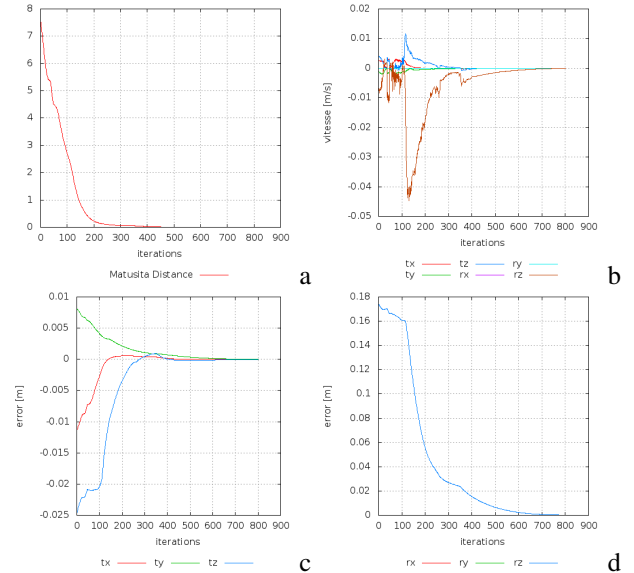 8
7
6
5
4
3
2
1
0
0 100 200 300 400 500 600 700 800 900
iterations
Matusita Distance
a
vitesse [m/s]
0.02
0.01
0
-0.01
-0.02
-0.03
-0.04
-0.05
0 100 200 300 400 500 600 700 800 900
iterations
tx tz ry
ty rx rz
b
error [m]
0.01
0.005
0
-0.005
-0.01
-0.015
-0.02
-0.025
0 100 200 300 400 500 600 700 800 900
iterations
tx ty tz
c
error [m]
0.18
0.16
0.14
0.12
0.1
0.08
0.06
0.04
0.02
0
0 100 200 300 400 500 600 700 800 900
iterations
rx ry rz
d